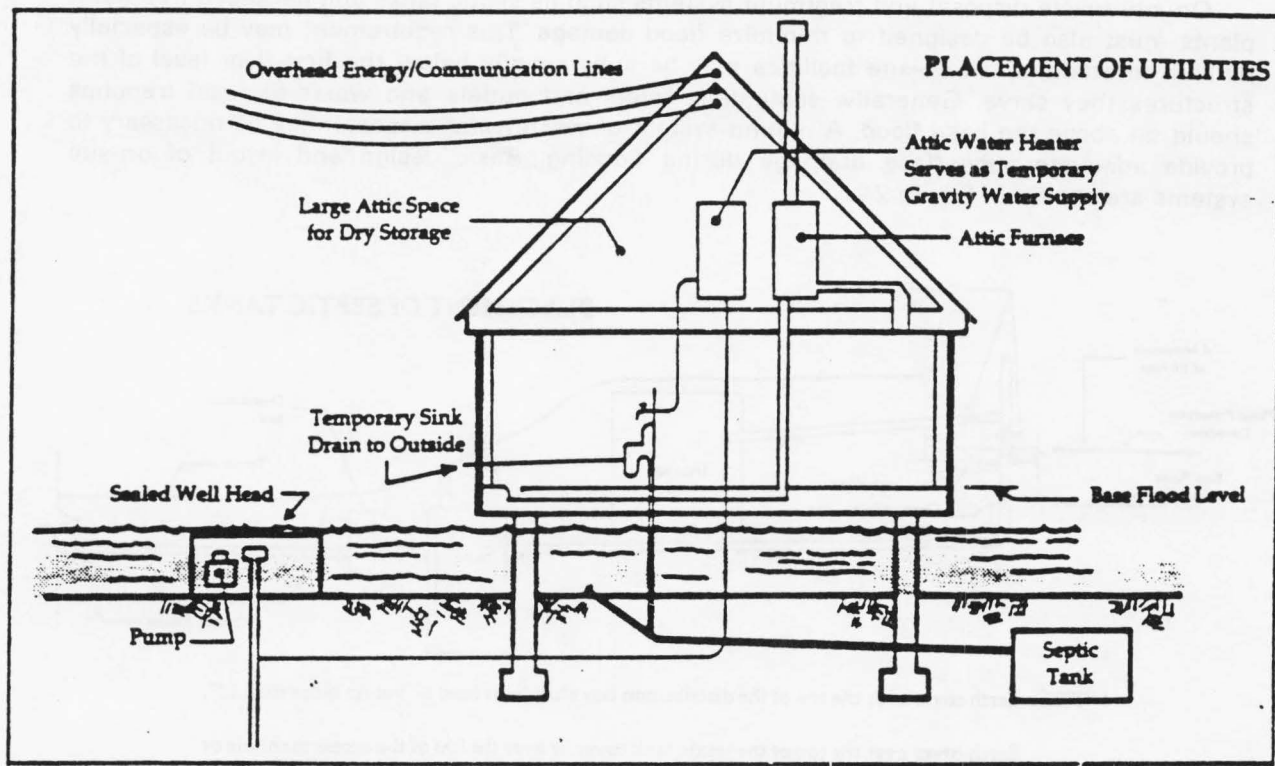 PLACEMENT OF UTILITIES
Overhead Energy/Communication Lines
Attic Water Heater
Serves as Temporary
Gravity Water Supply
Large Attic Space
for Dry Storage
Attic Furnace
Temporary Sink
Drain to Outside
Sealed Well Head
Base Flood Level
Pump
Septic
Tank